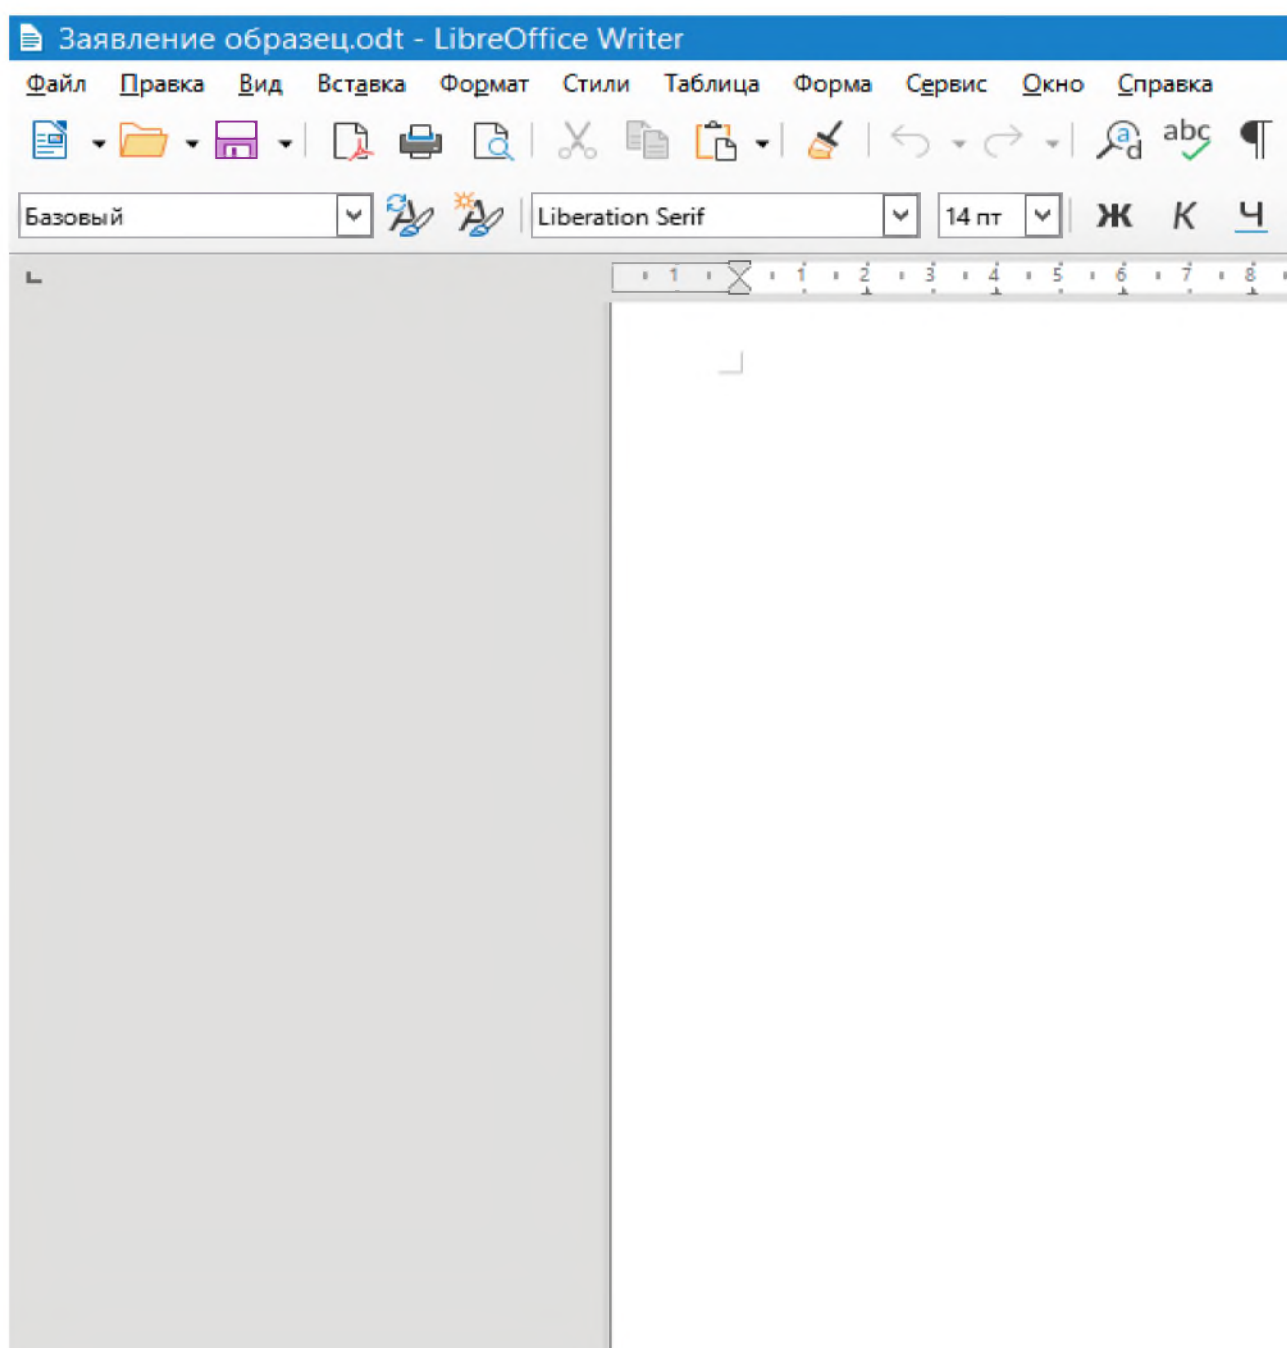 Заявление образец.odt - LibreOffice Writer
Файл Правка Вид Вставка Формат Стили Таблица Форма Сервис Окно Справка
a d abc ¶
Базовый Liberation Serif 14 пт Ж К Ч
1 1 2 3 4 5 6 7 8